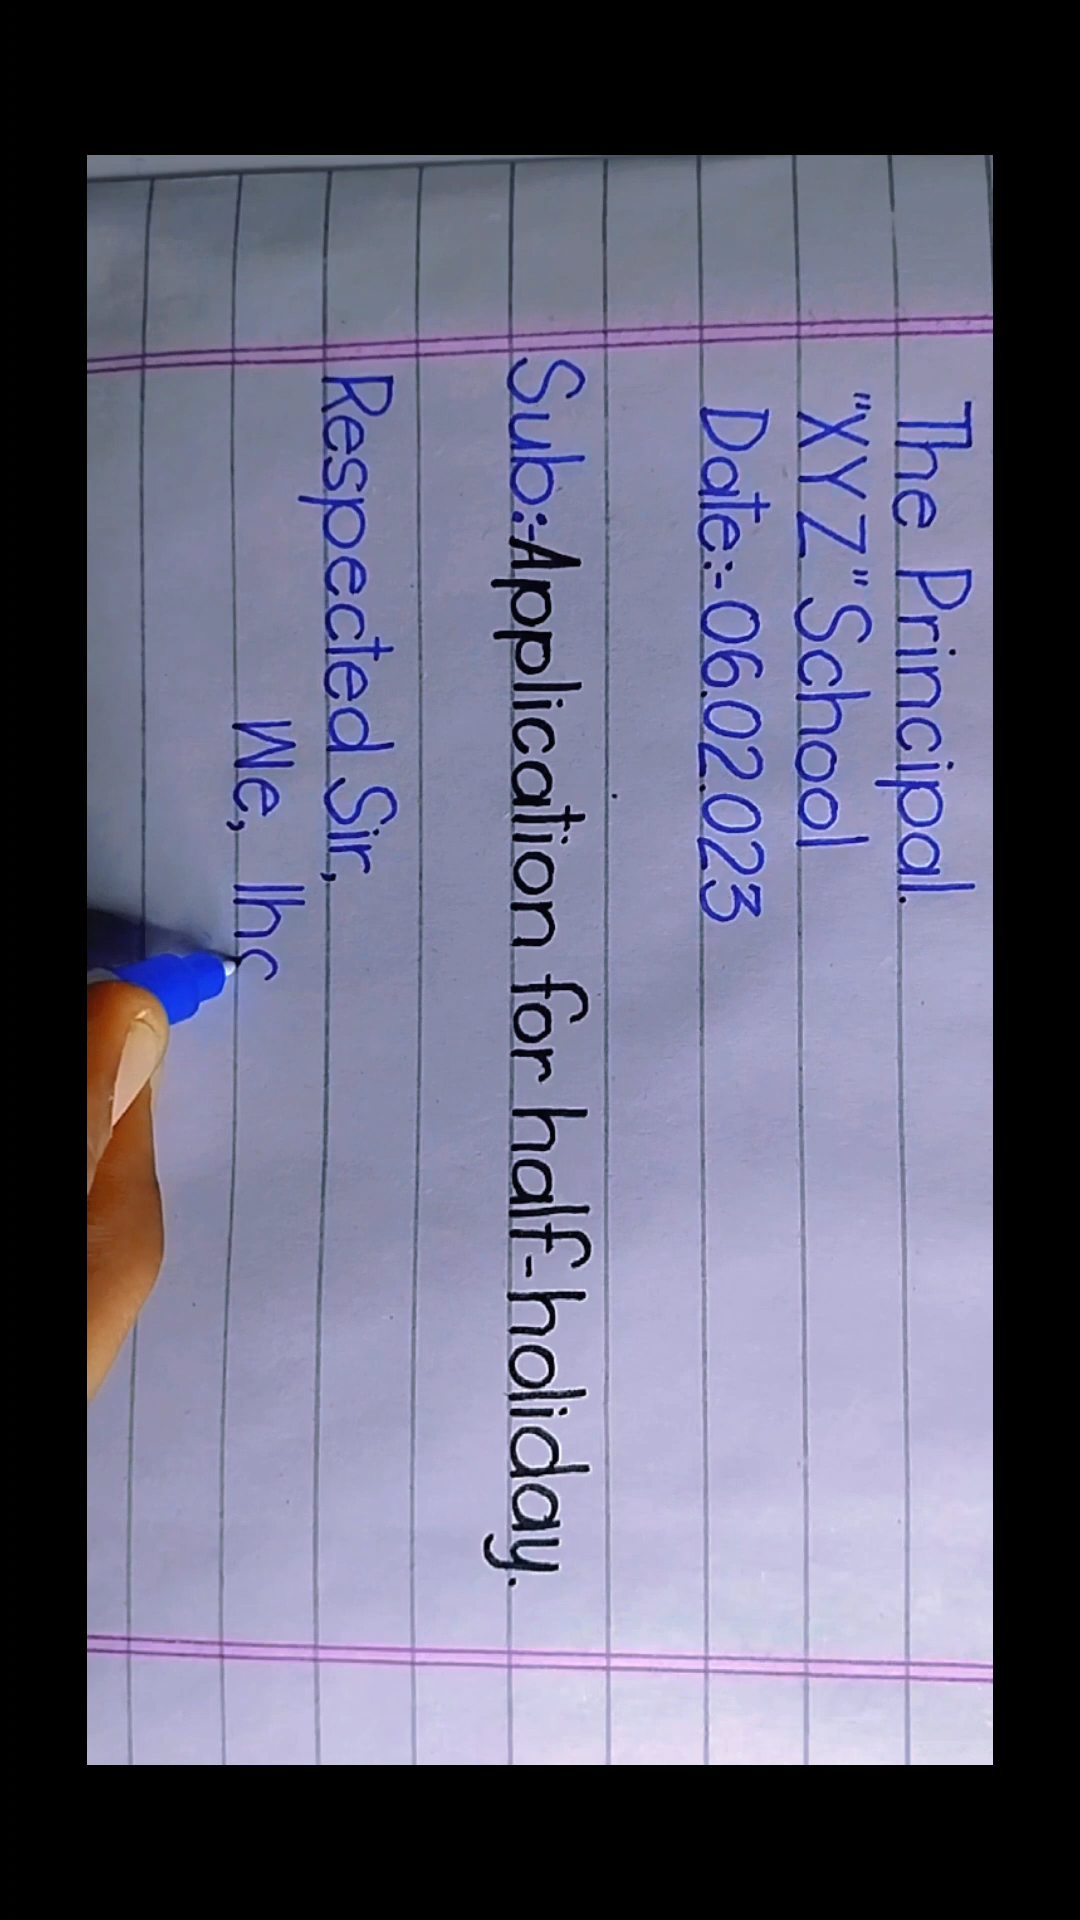 The Principal.
"XYZ" School
Date:-06.02.023
Sub:-Application for half-holiday.
Respected Sir,
We,